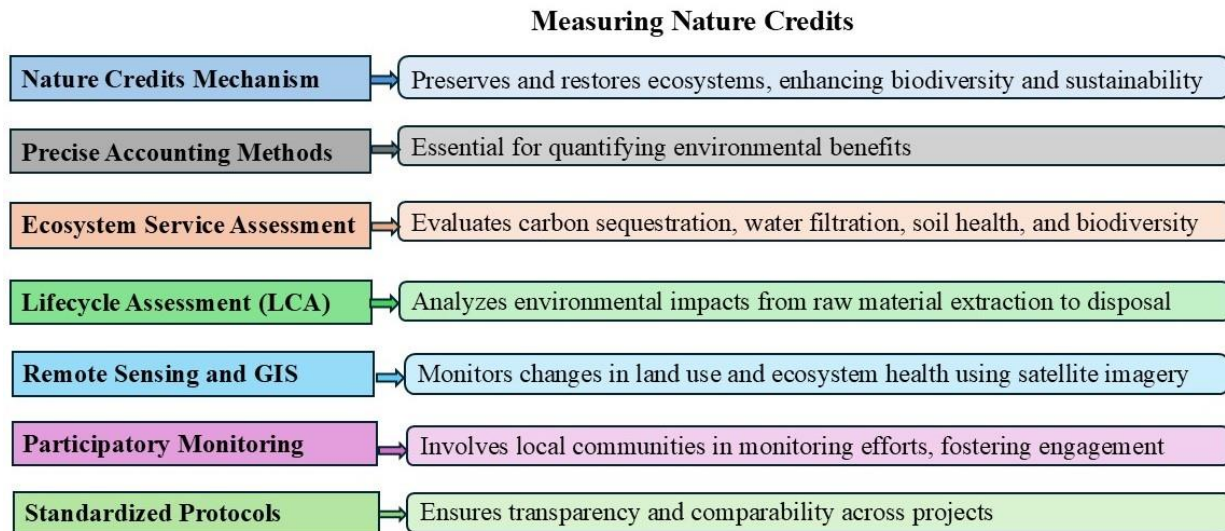 Measuring Nature Credits
Nature Credits Mechanism
Preserves and restores ecosystems, enhancing biodiversity and sustainability
Precise Accounting Methods
Essential for quantifying environmental benefits
Ecosystem Service Assessment
Evaluates carbon sequestration, water filtration, soil health, and biodiversity
Lifecycle Assessment (LCA)
Analyzes environmental impacts from raw material extraction to disposal
Remote Sensing and GIS
Monitors changes in land use and ecosystem health using satellite imagery
Participatory Monitoring
Involves local communities in monitoring efforts, fostering engagement
Standardized Protocols
Ensures transparency and comparability across projects